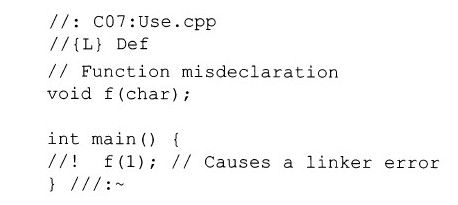 //: C07:Use.cpp
//{L} Def
// Function misdeclaration
void f(char);

int main() {
//!  f(1); // Causes a linker error
} ///:~